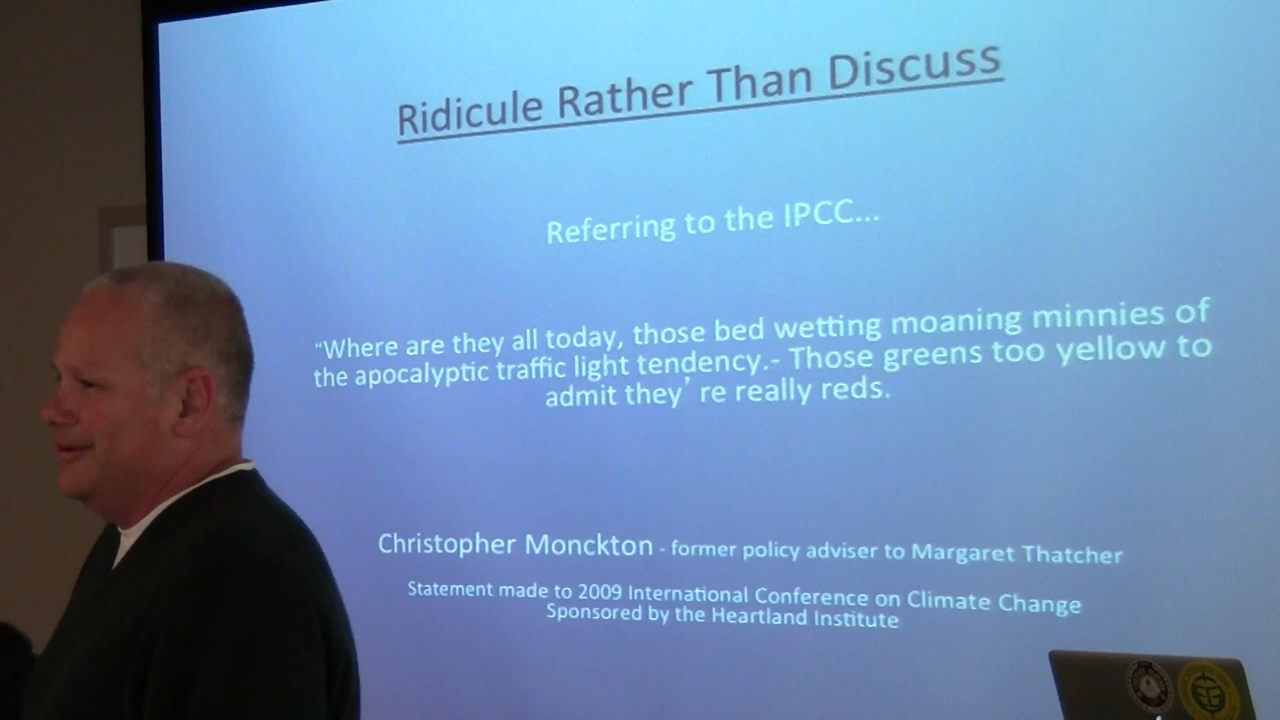 Ridicule Rather Than Discuss
Referring to the IPCC...
“Where are they all today, those bed wetting moaning minnies of
the apocalyptic traffic light tendency.- Those greens too yellow to
admit they’ re really reds.
Christopher Monckton - former policy adviser to Margaret Thatcher
Statement made to 2009 International Conference on Climate Change
Sponsored by the Heartland Institute